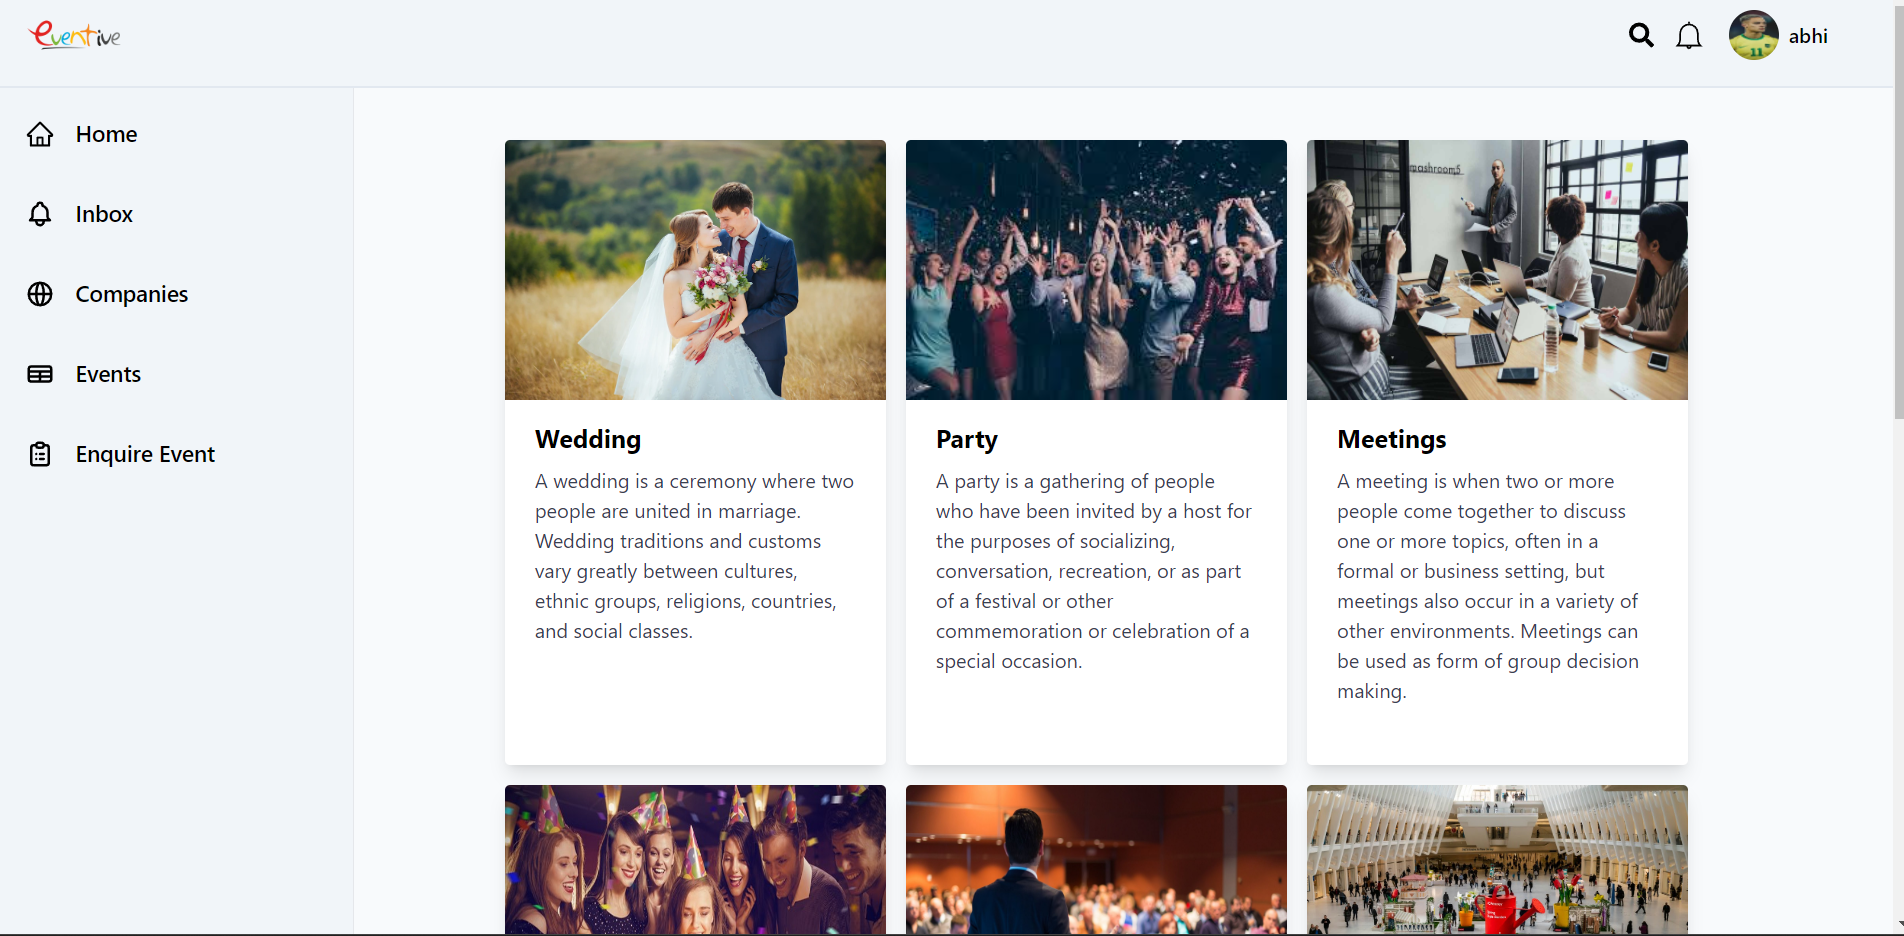 eventive
abhi
Home
Inbox
Companies
Events
Enquire Event
mashroom5
11
Wedding
A wedding is a ceremony where two
people are united in marriage.
Wedding traditions and customs
vary greatly between cultures,
ethnic groups, religions, countries,
and social classes.
Party
A party is a gathering of people
who have been invited by a host for
the purposes of socializing,
conversation, recreation, or as part
of a festival or other
commemoration or celebration of a
special occasion.
Meetings
A meeting is when two or more
people come together to discuss
one or more topics, often in a
formal or business setting, but
meetings also occur in a variety of
other environments. Meetings can
be used as form of group decision
making.